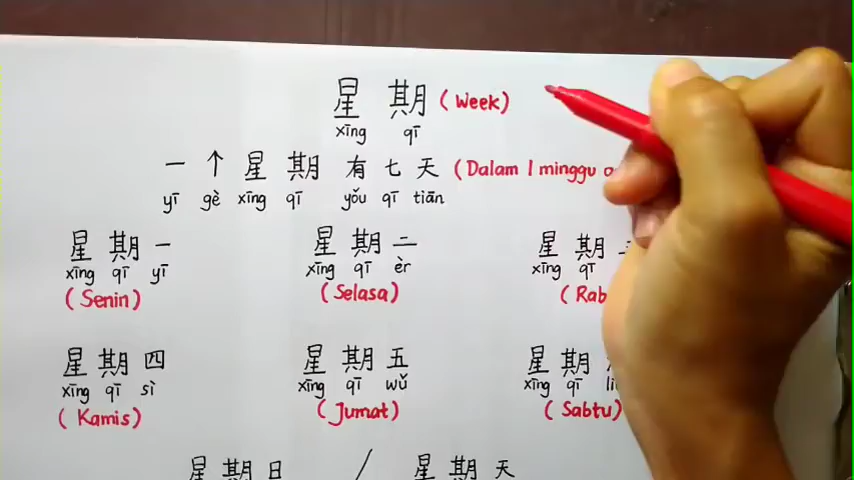 星 期 (Week)
xīng qī
一 个 星 期 有 七 天 (Dalam 1 minggu
yī gè xīng qī yǒu qī tiān
星 期 一 星 期 二 星 期
xīng qī yī xīng qī èr xīng qī
(Senin) (Selasa) (Rab
星 期 四 星 期 五 星 期
xīng qī sì xīng qī wǔ xīng qī
(Kamis) (Jumat) (Sabtu)
星 期 日 / 星 期 天